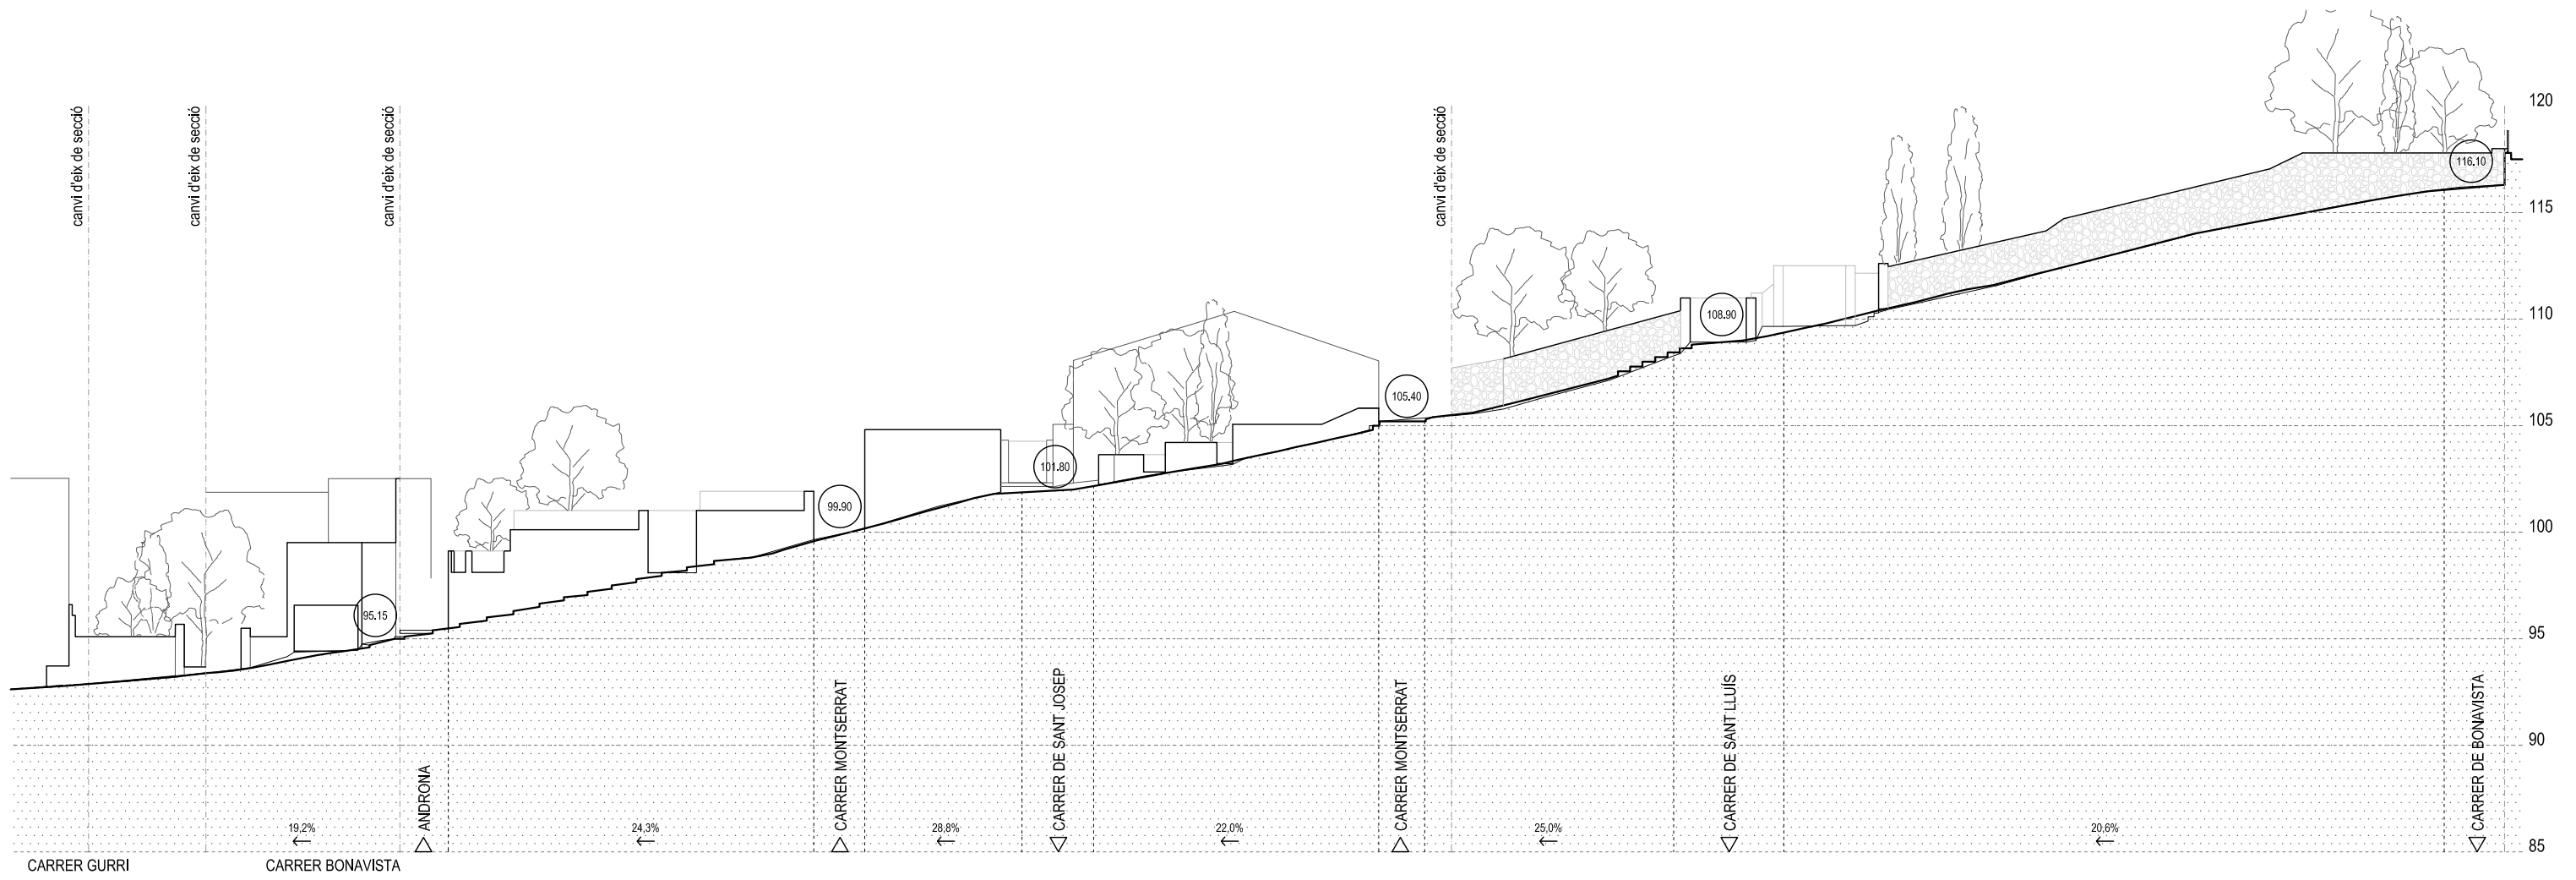 canvi d'eix de secció
canvi d'eix de secció
canvi d'eix de secció
canvi d'eix de secció
120
115
110
105
100
95
90
85
116.10
108.90
105.40
101.80
99.90
95.15
ANDRONA
CARRER MONTSERRAT
CARRER DE SANT JOSEP
CARRER MONTSERRAT
CARRER DE SANT LLUÍS
CARRER DE BONAVISTA
19,2%
24,3%
28,8%
22,0%
25,0%
20,6%
CARRER GURRI
CARRER BONAVISTA